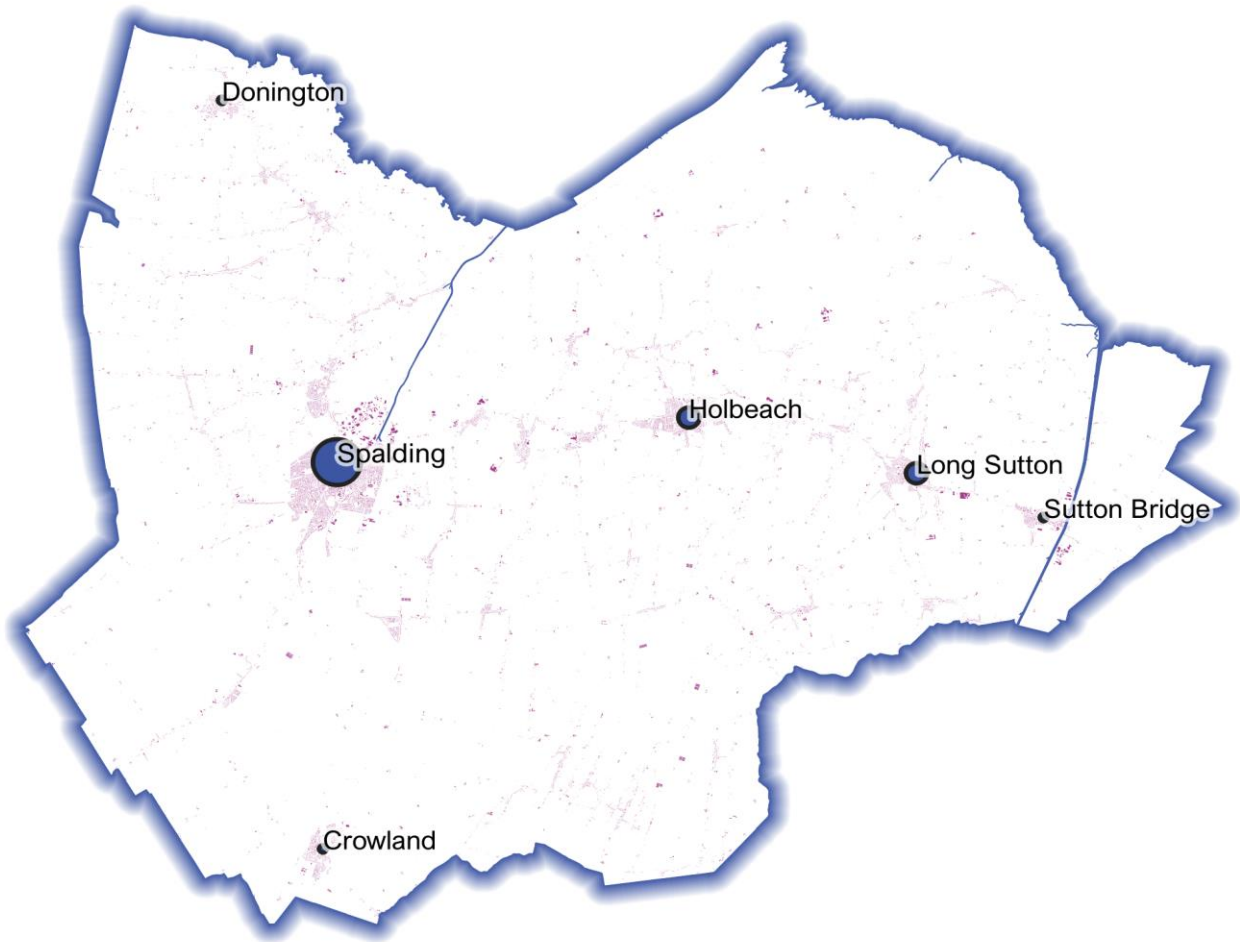 Donington
Holbeach
Spalding
Long Sutton
Sutton Bridge
Crowland